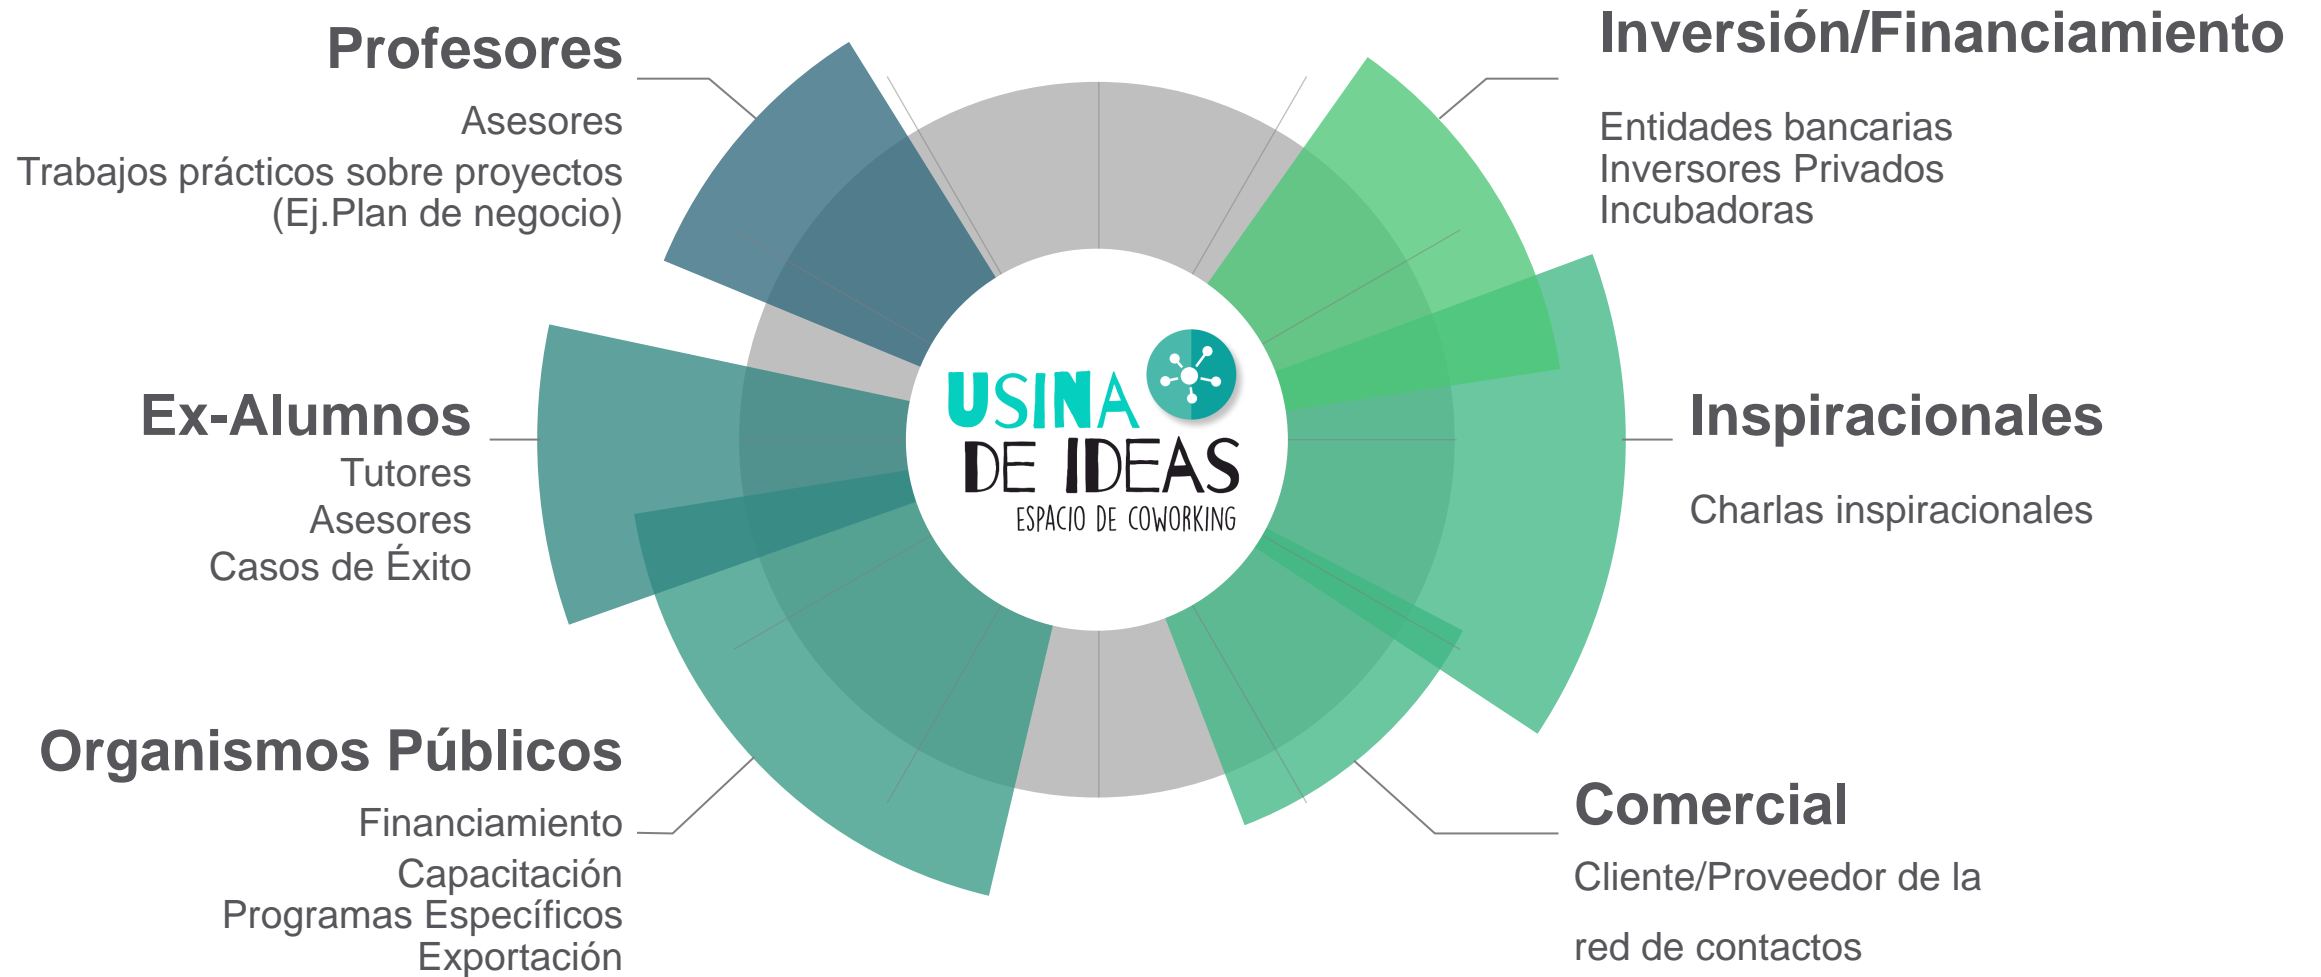 Profesores
Asesores
Trabajos prácticos sobre proyectos
(Ej.Plan de negocio)
Ex-Alumnos
Tutores
Asesores
Casos de Éxito
Organismos Públicos
Financiamiento
Capacitación
Programas Específicos
Exportación
USINA
DE IDEAS
ESPACIO DE COWORKING
Inversión/Financiamiento
Entidades bancarias
Inversores Privados
Incubadoras
Inspiracionales
Charlas inspiracionales
Comercial
Cliente/Proveedor de la
red de contactos